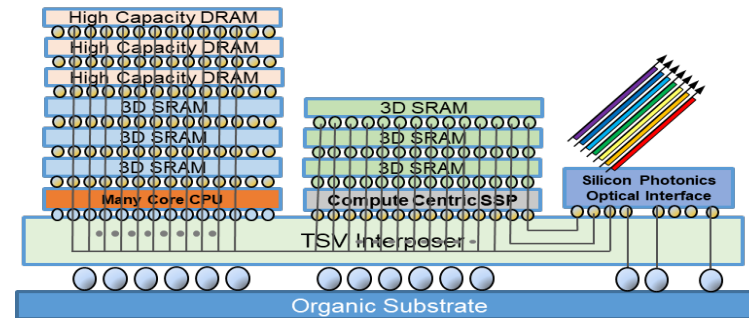 High Capacity DRAM
High Capacity DRAM
High Capacity DRAM
3D SRAM
3D SRAM
3D SRAM
Many Core CPU
3D SRAM
3D SRAM
3D SRAM
Compute Centric SSP
Silicon Photonics
Optical Interface
TSV Interposer
Organic Substrate